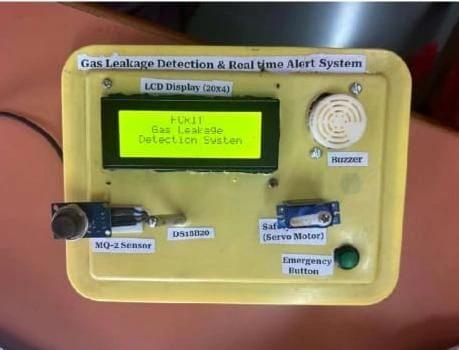 Gas Leakage Detection & Real time Alert System
LCD Display (20x4)
Gas Leakage
Detection System
Buzzer
MQ-2 Sensor
DS18B20
(Servo Motor)
Emergency
Button